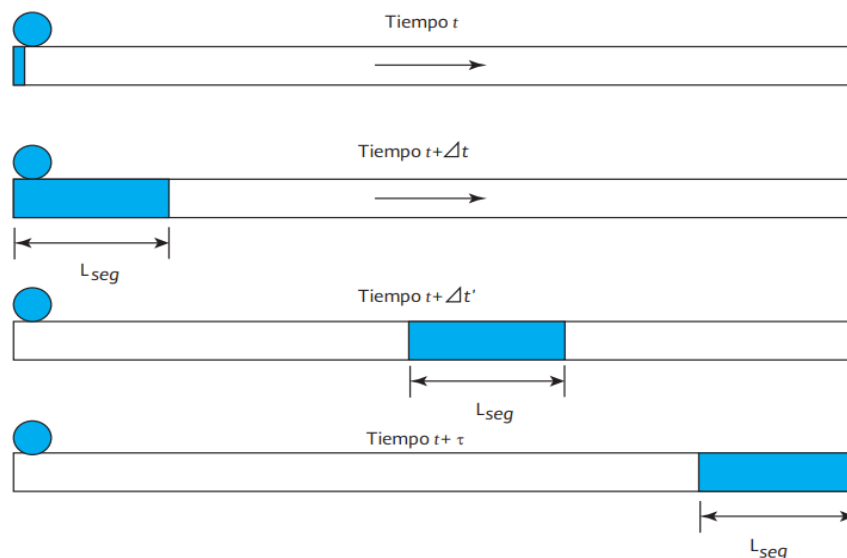 Tiempo t
Tiempo t+⊿t
Lseg
Tiempo t+⊿t'
Lseg
Tiempo t+ τ
Lseg